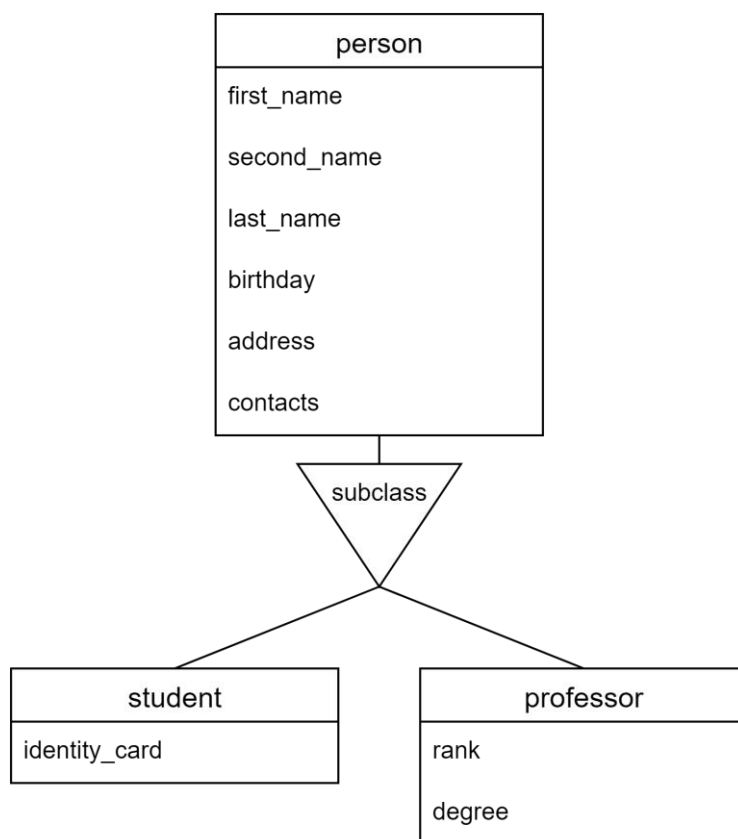 person
first_name
second_name
last_name
birthday
address
contacts
subclass
student
identity_card
professor
rank
degree